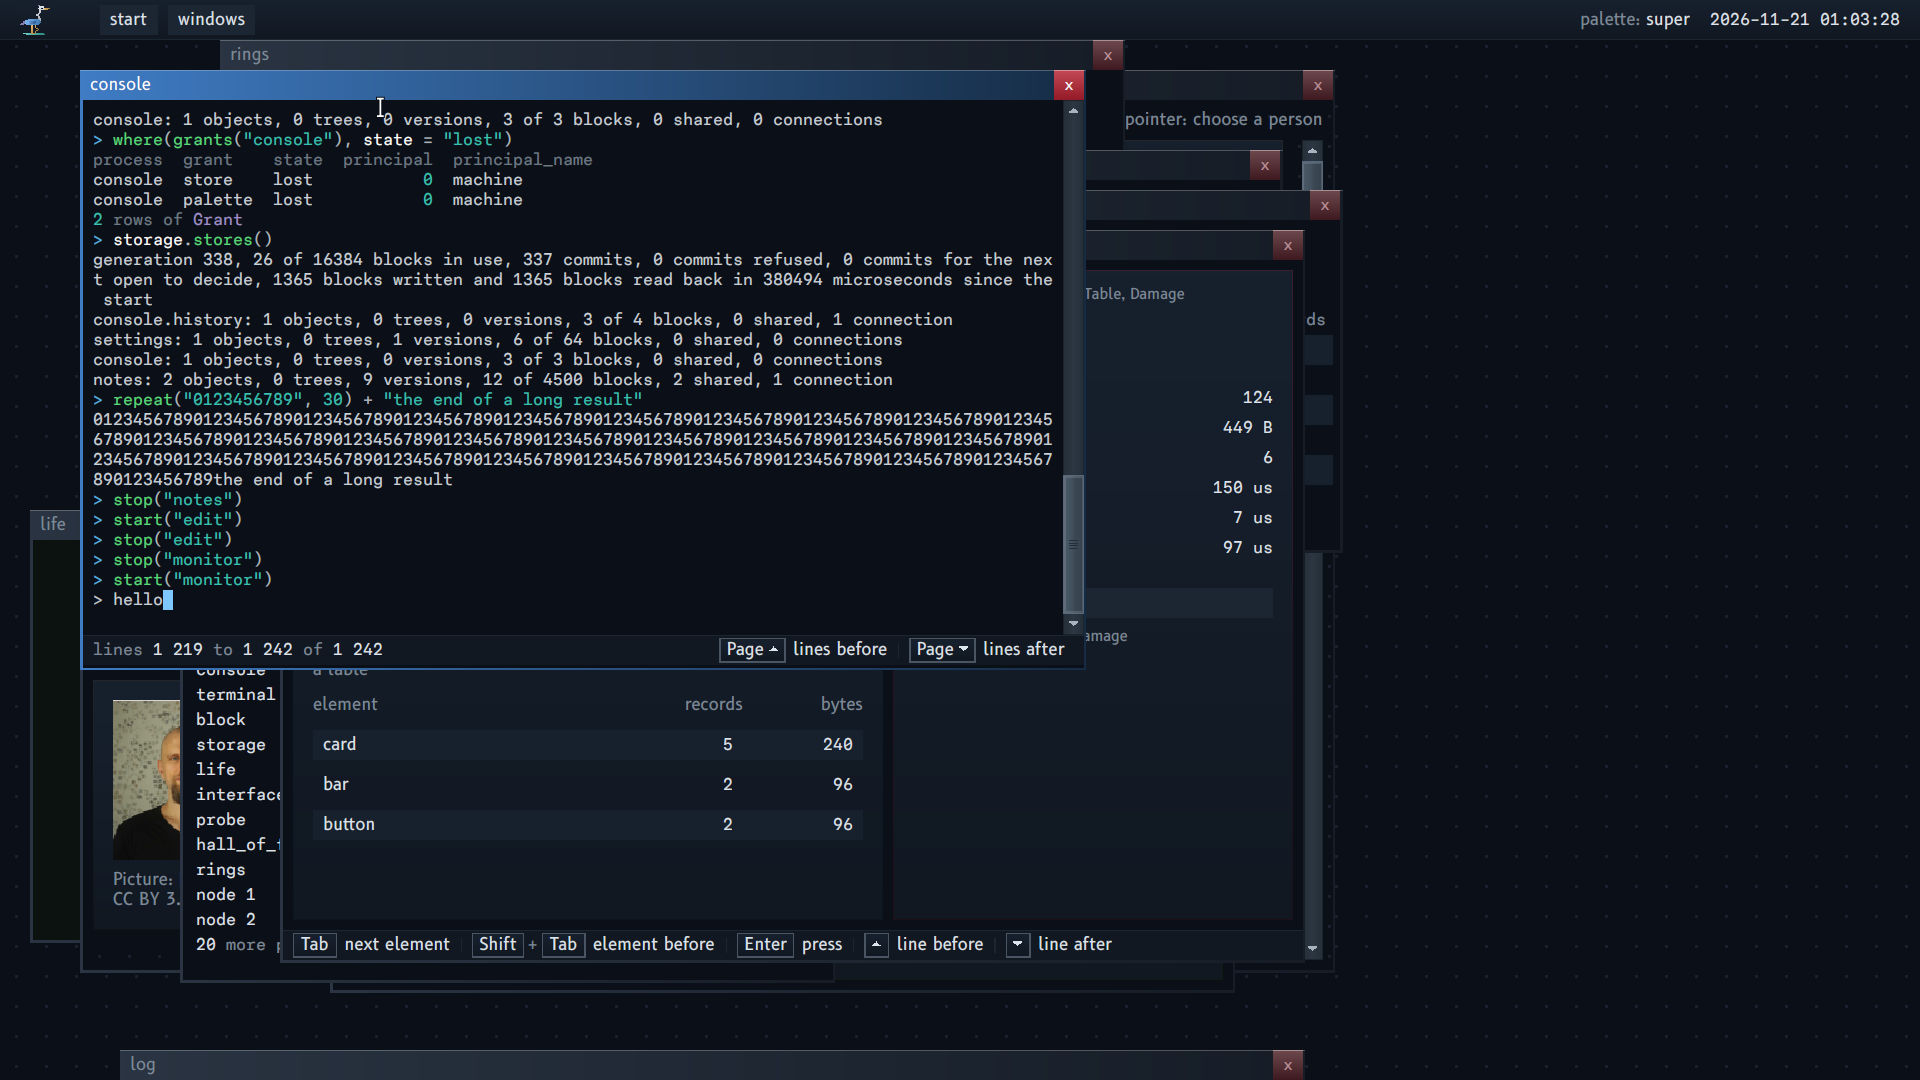 start windows palette: super 2026-11-21 01:03:28
rings x
console x
x
console: 1 objects, 0 trees, 0 versions, 3 of 3 blocks, 0 shared, 0 connections
pointer: choose a person
> where(grants("console"), state = "lost")
process grant state principal principal_name
console store lost 0 machine
x
console palette lost 0 machine
x
2 rows of Grant
> storage.stores()
x
generation 338, 26 of 16384 blocks in use, 337 commits, 0 commits refused, 0 commits for the nex
t open to decide, 1365 blocks written and 1365 blocks read back in 380494 microseconds since the
start
Table, Damage
console.history: 1 objects, 0 trees, 0 versions, 3 of 4 blocks, 0 shared, 1 connection
ds
settings: 1 objects, 0 trees, 1 versions, 6 of 64 blocks, 0 shared, 0 connections
console: 1 objects, 0 trees, 0 versions, 3 of 3 blocks, 0 shared, 0 connections
notes: 2 objects, 0 trees, 9 versions, 12 of 4500 blocks, 2 shared, 1 connection
> repeat("0123456789", 30) + "the end of a long result"
012345678901234567890123456789012345678901234567890123456789012345678901234567890123456789012345
678901234567890123456789012345678901234567890123456789012345678901234567890123456789012345678901
234567890123456789012345678901234567890123456789012345678901234567890123456789012345678901234567
890123456789the end of a long result
> stop("notes")
> start("edit")
> stop("edit")
> stop("monitor")
> start("monitor")
> hello
124
449 B
6
150 us
7 us
97 us
life
amage
lines 1 219 to 1 242 of 1 242 Page lines before Page lines after
console
terminal
block
storage
life
interface
probe
hall_of_
rings
node 1
node 2
20 more
Picture:
CC BY 3.
a table
element records bytes
card 5 240
bar 2 96
button 2 96
Tab next element Shift + Tab element before Enter press line before line after
log x